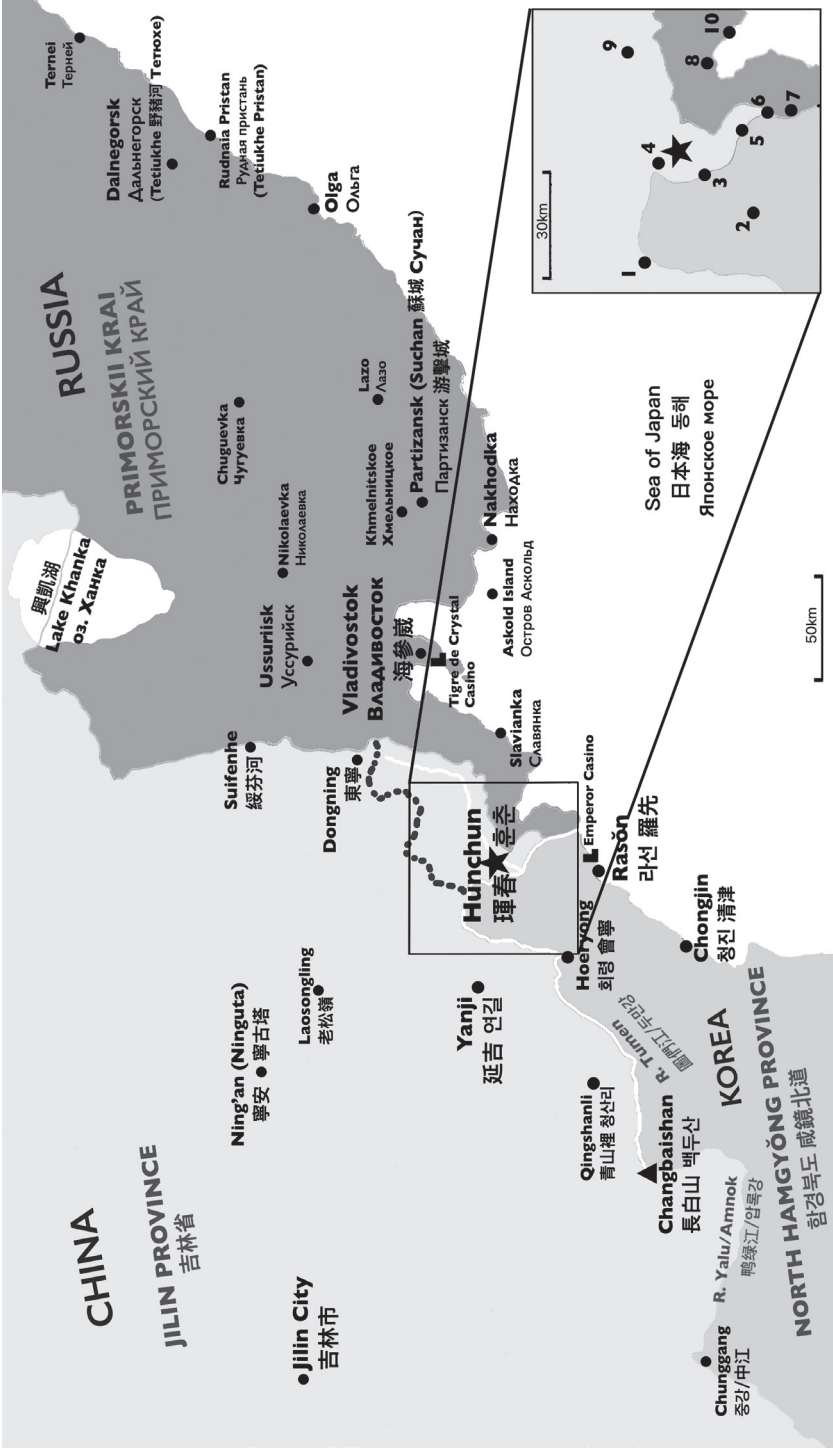 CHINA
JILIN PROVINCE
吉林省
Jilin City
吉林市
Ning'an (Ninguta)
寧安 寧古塔
Laosongling
老松嶺
Suifenhe
綏芬河
Dongning
東寧
Yanji
延吉 연길
Qingshanli
青山裡 청산리
Changbaishan
長白山 백두산
Hunchun
琿春 훈춘
Hoeryong
회령 會寧
R. Tumen
圖們江/두만강
R. Yalu/Amnok
鸭绿江/압록강
Chunggang
중강/中江
KOREA
NORTH HAMGYŎNG PROVINCE
함경북도 咸鏡北道
Chongjin
청진 清津
Emperor Casino
Rasŏn
라선 羅先
RUSSIA
PRIMORSKII KRAI
ПРИМОРСКИЙ КРАЙ
興凱湖
Lake Khanka
оз. Ханка
Ussuriisk
Уссурийск
Nikolaevka
Николаевка
Chuguevka
Чугуевка
Vladivostok
Владивосток
海參崴
Tigre de Crystal
Casino
Slavianka
Славянка
Askold Island
Остров Аскольд
Nakhodka
Находка
Khmelnitskoe
Хмельницкое
Partizansk (Suchan 蘇城 Сучан)
Партизанск 游擊城
Lazo
Лазо
Olga
Ольга
Rudnaia Pristan
Рудная пристань
(Tetiukhe Pristan)
Dalnegorsk
Дальнегорск
(Tetiukhe 野豬河 Тетюхе)
Ternei
Терней
Sea of Japan
日本海 동해
Японское море
50km
30km
1
2
3
4
5
6
7
8
9
10